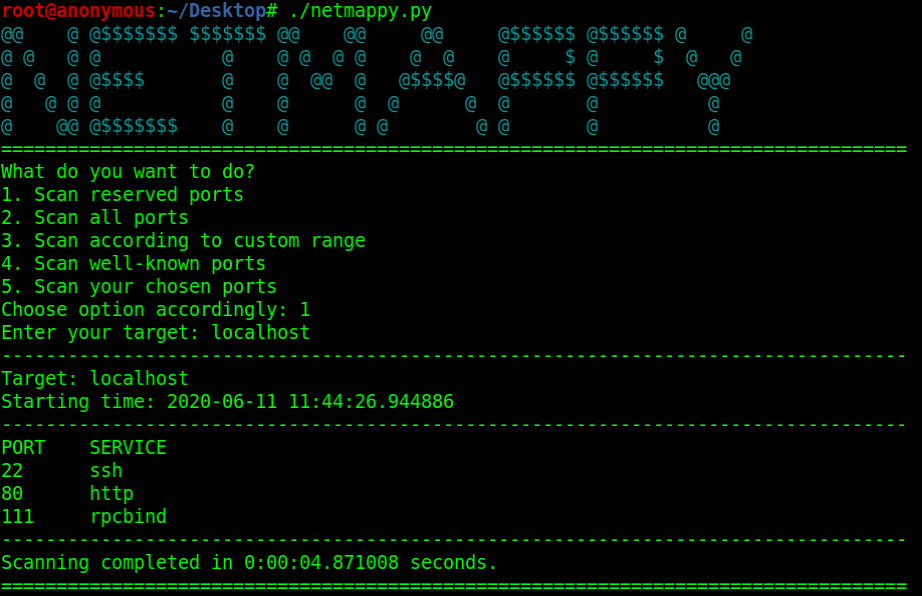 root@anonymous:~/Desktop# ./netmappy.py
NETMAPPY
What do you want to do?
1. Scan reserved ports
2. Scan all ports
3. Scan according to custom range
4. Scan well-known ports
5. Scan your chosen ports
Choose option accordingly: 1
Enter your target: localhost
Target: localhost
Starting time: 2020-06-11 11:44:26.944886
PORT    SERVICE
22      ssh
80      http
111     rpcbind
Scanning completed in 0:00:04.871008 seconds.